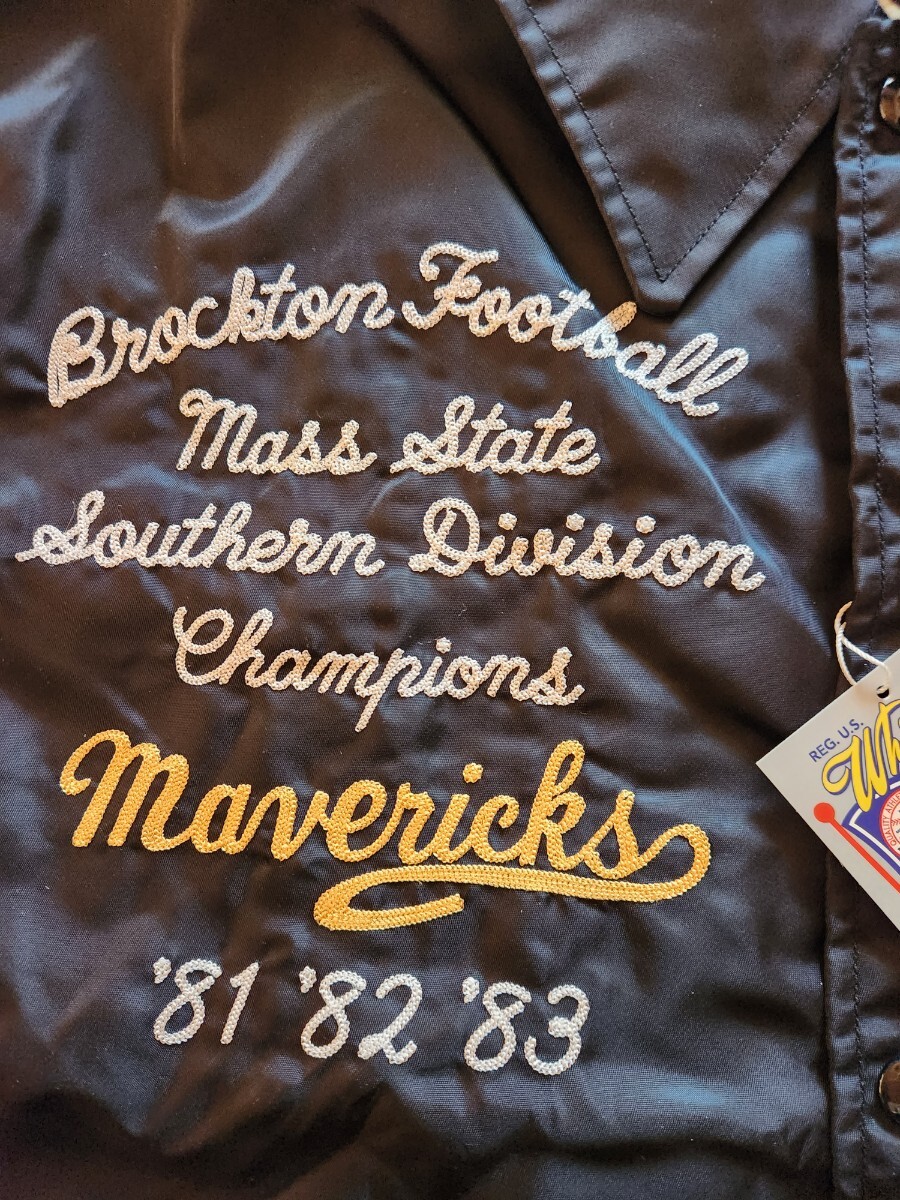 Brockton Football
Mass State
Southern Division
Champions
Mavericks
'81 '82 '83
REG. U.S.